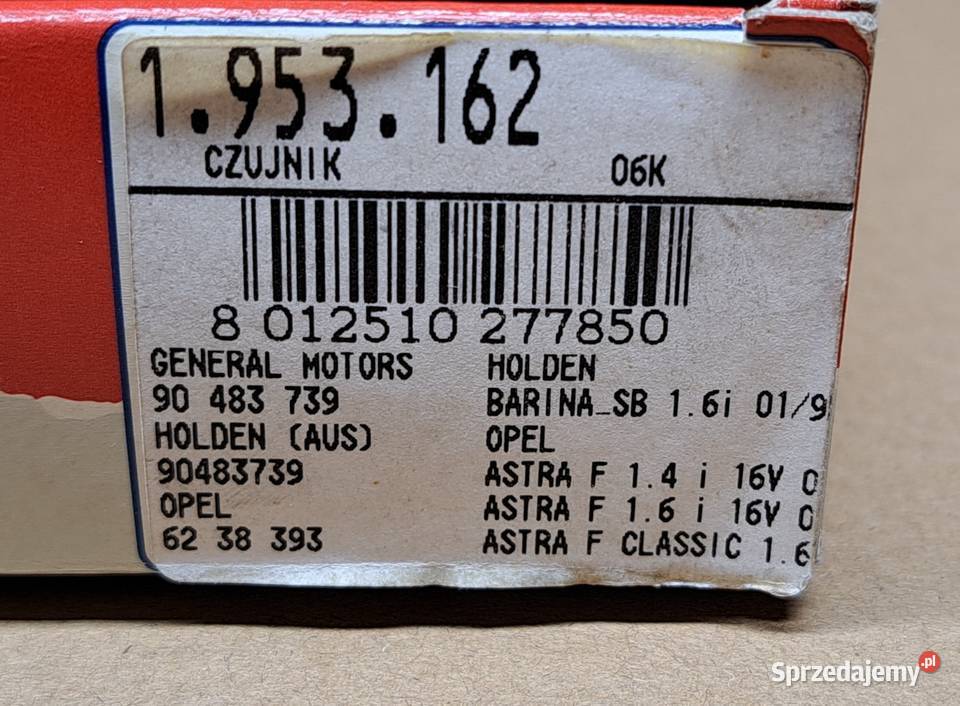 1.953.162
CZUJNIK 06K
8 012510 277850
GENERAL MOTORS
90 483 739
HOLDEN (AUS)
90483739
OPEL
62 38 393
HOLDEN
BARINA_SB 1.6i 01/9
OPEL
ASTRA F 1.4 i 16V 0
ASTRA F 1.6 i 16V 0
ASTRA F CLASSIC 1.6
Sprzedajemy.pl